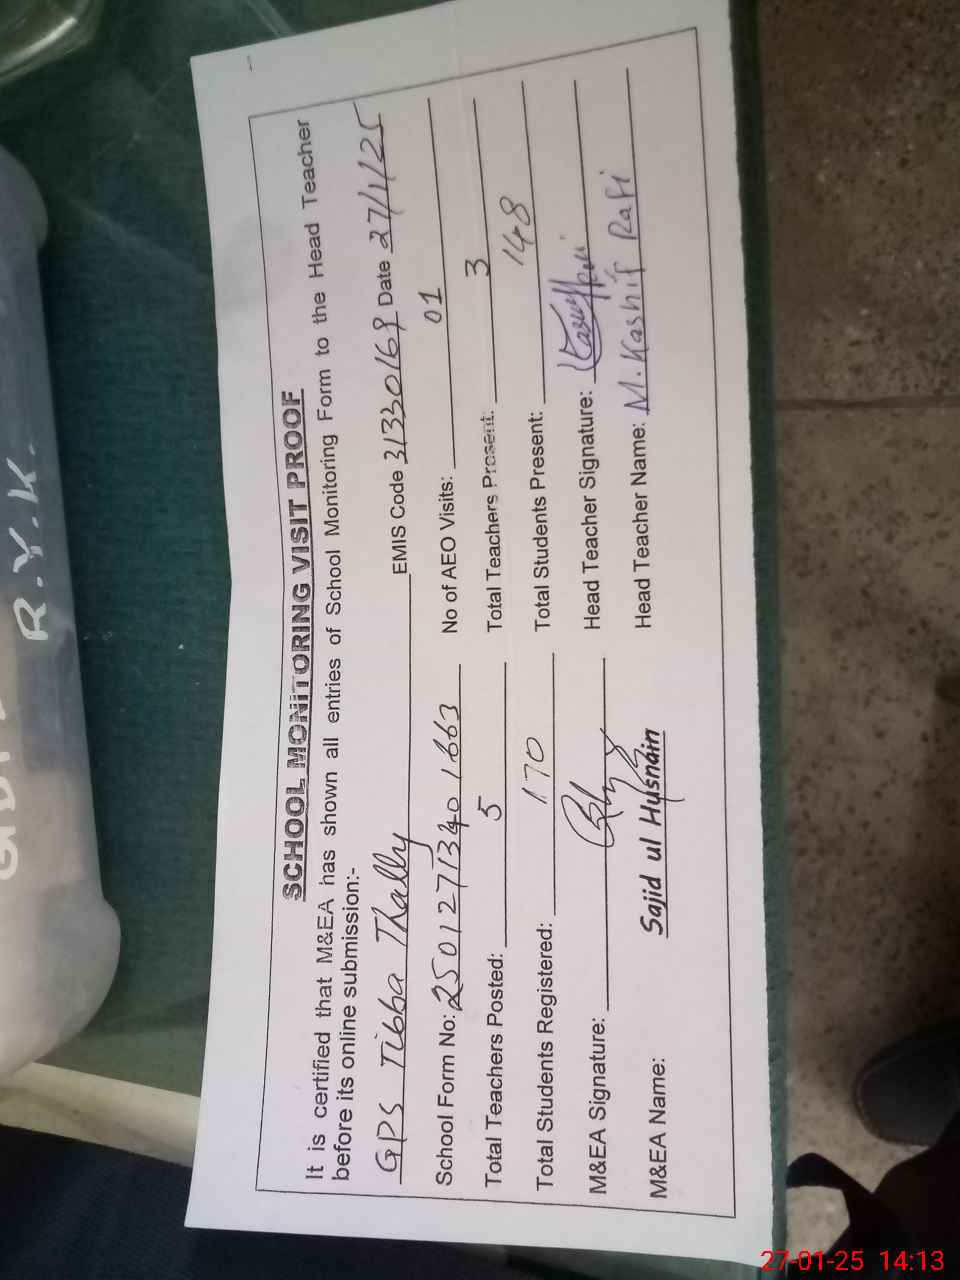 SCHOOL MONITORING VISIT PROOF
It is certified that M&EA has shown all entries of School Monitoring Form to the Head Teacher
before its online submission:-
GPS Tibba Thally EMIS Code 31330169 Date 27/1/25
School Form No: 25012713401663 No of AEO Visits: 01
Total Teachers Posted: 5 Total Teachers Present: 3
Total Students Registered: 170 Total Students Present: 148
M&EA Signature: Head Teacher Signature:
M&EA Name: Sajid ul Husnain Head Teacher Name: M. Kashif Rafi
R.Y.K.
27-01-25 14:13